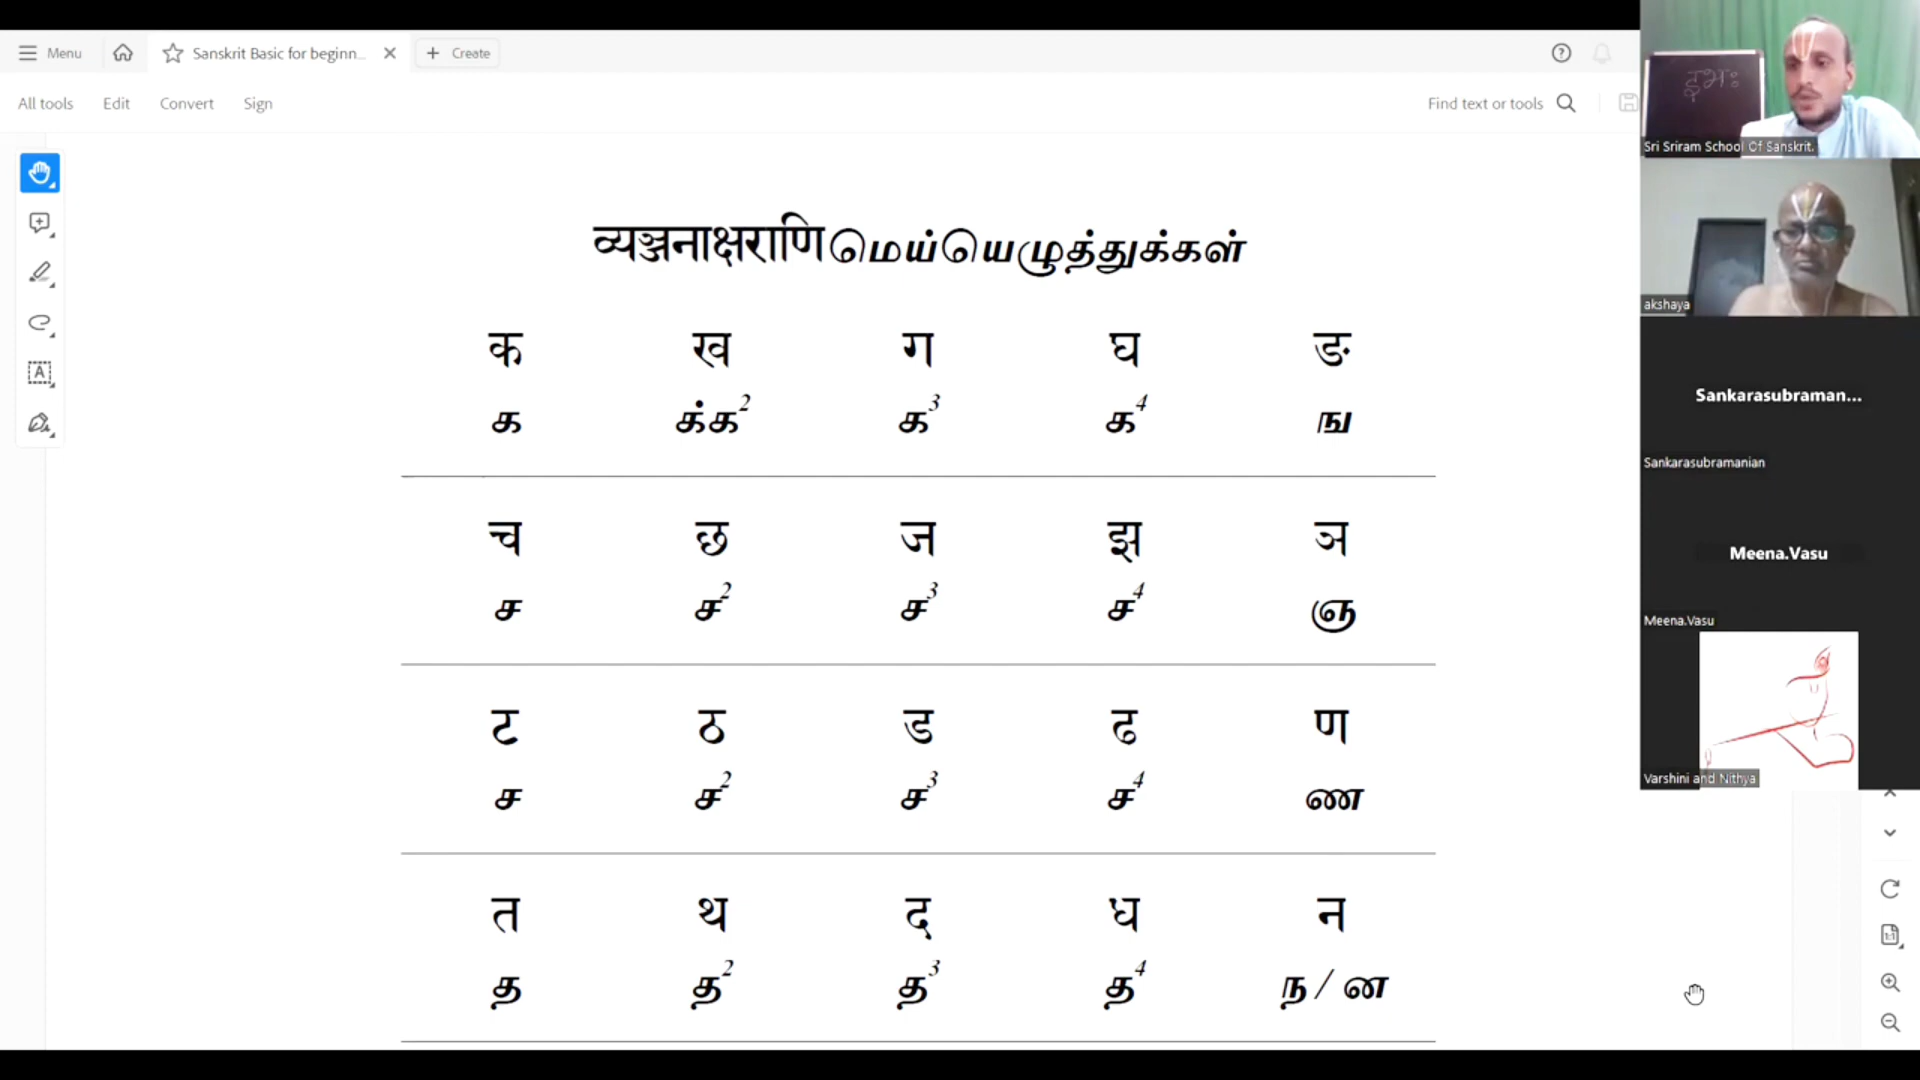 Menu Sanskrit Basic for beginn... Create
All tools Edit Convert Sign Find text or tools
व्यञ्जनाक्षराणि மெய்யெழுத்துக்கள்
क ख ग घ ङ
க க்க² க³ க⁴ ங
च छ ज झ ञ
ச ச² ச³ ச⁴ ஞ
ट ठ ड ढ ण
ச ச² ச³ ச⁴ ண
त थ द ध न
த த² த³ த⁴ ந / ன
Sri Sriram School Of Sanskrit.
akshaya
Sankarasubraman...
Sankarasubramanian
Meena.Vasu
Meena.Vasu
Varshini and Nithya